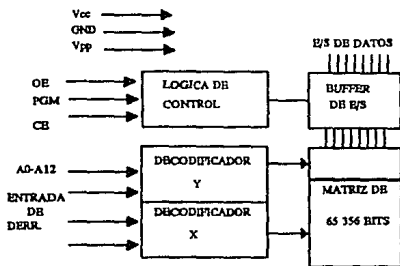 Vcc
GND
Vpp
E/S DE DATOS
OE
PGM
CE
LOGICA DE
CONTROL
BUFFER
DE E/S
A0-A12
ENTRADA
DE
DERR.
DECODIFICADOR
Y
DECODIFICADOR
X
MATRIZ DE
65 356 BITS